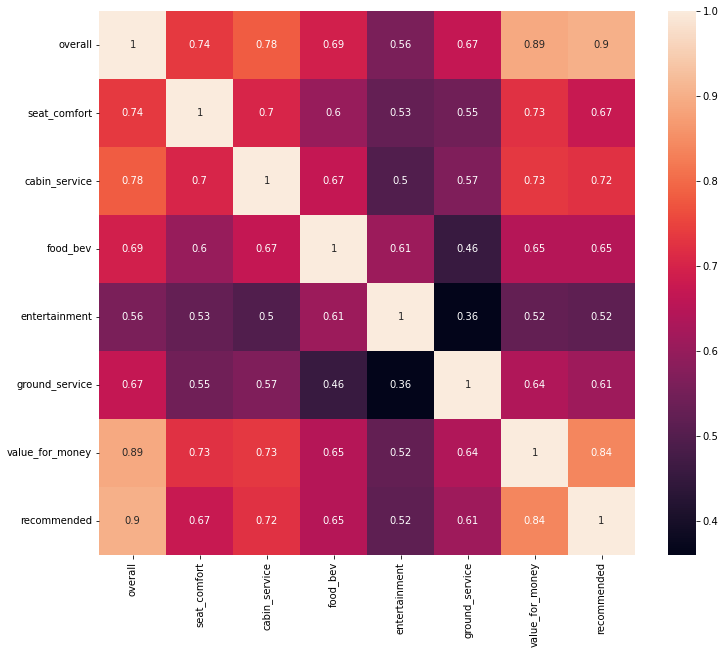 overall 1 0.74 0.78 0.69 0.56 0.67 0.89 0.9
seat_comfort 0.74 1 0.7 0.6 0.53 0.55 0.73 0.67
cabin_service 0.78 0.7 1 0.67 0.5 0.57 0.73 0.72
food_bev 0.69 0.6 0.67 1 0.61 0.46 0.65 0.65
entertainment 0.56 0.53 0.5 0.61 1 0.36 0.52 0.52
ground_service 0.67 0.55 0.57 0.46 0.36 1 0.64 0.61
value_for_money 0.89 0.73 0.73 0.65 0.52 0.64 1 0.84
recommended 0.9 0.67 0.72 0.65 0.52 0.61 0.84 1
overall
seat_comfort
cabin_service
food_bev
entertainment
ground_service
value_for_money
recommended
1.0
0.9
0.8
0.7
0.6
0.5
0.4